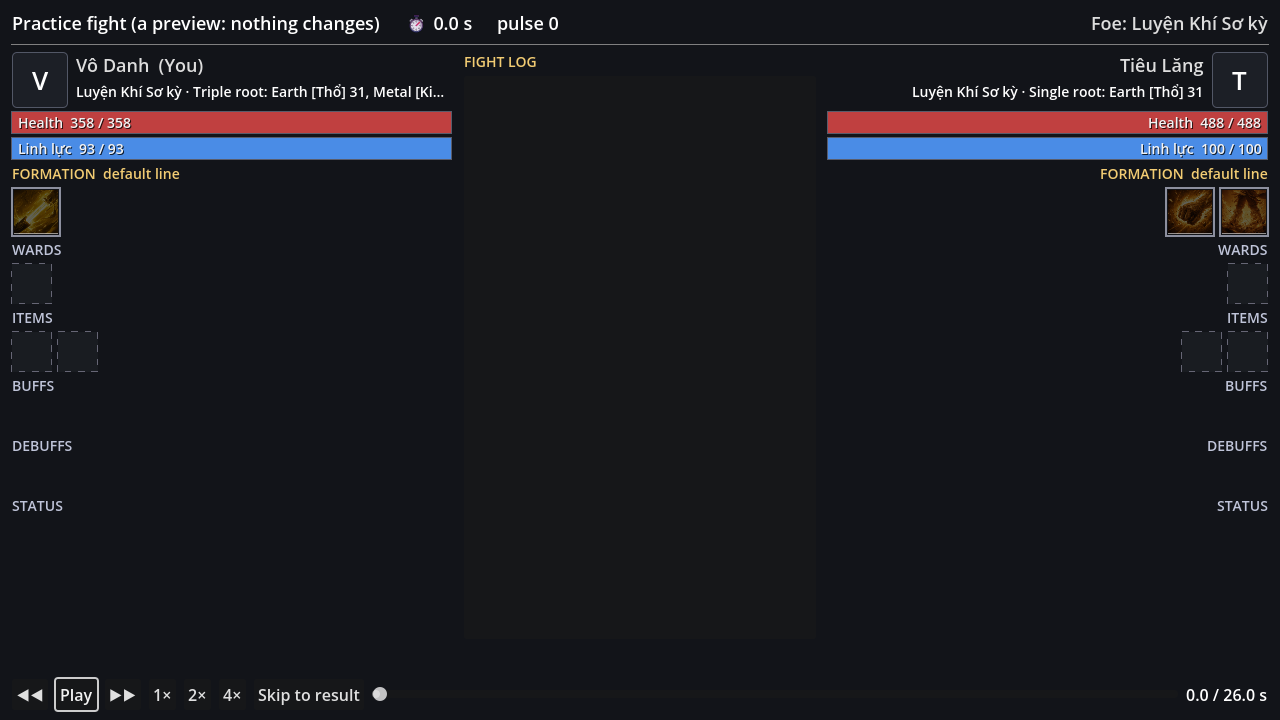 Practice fight (a preview: nothing changes)
0.0 s
pulse 0
Foe: Luyện Khí Sơ kỳ
V
Vô Danh (You)
Luyện Khí Sơ kỳ · Triple root: Earth [Thổ] 31, Metal [Ki...
Health 358 / 358
Linh lực 93 / 93
FORMATION default line
WARDS
ITEMS
BUFFS
DEBUFFS
STATUS
FIGHT LOG
Tiêu Lăng
T
Luyện Khí Sơ kỳ · Single root: Earth [Thổ] 31
Health 488 / 488
Linh lực 100 / 100
FORMATION default line
WARDS
ITEMS
BUFFS
DEBUFFS
STATUS
◀◀ Play ▶▶ 1× 2× 4× Skip to result
0.0 / 26.0 s